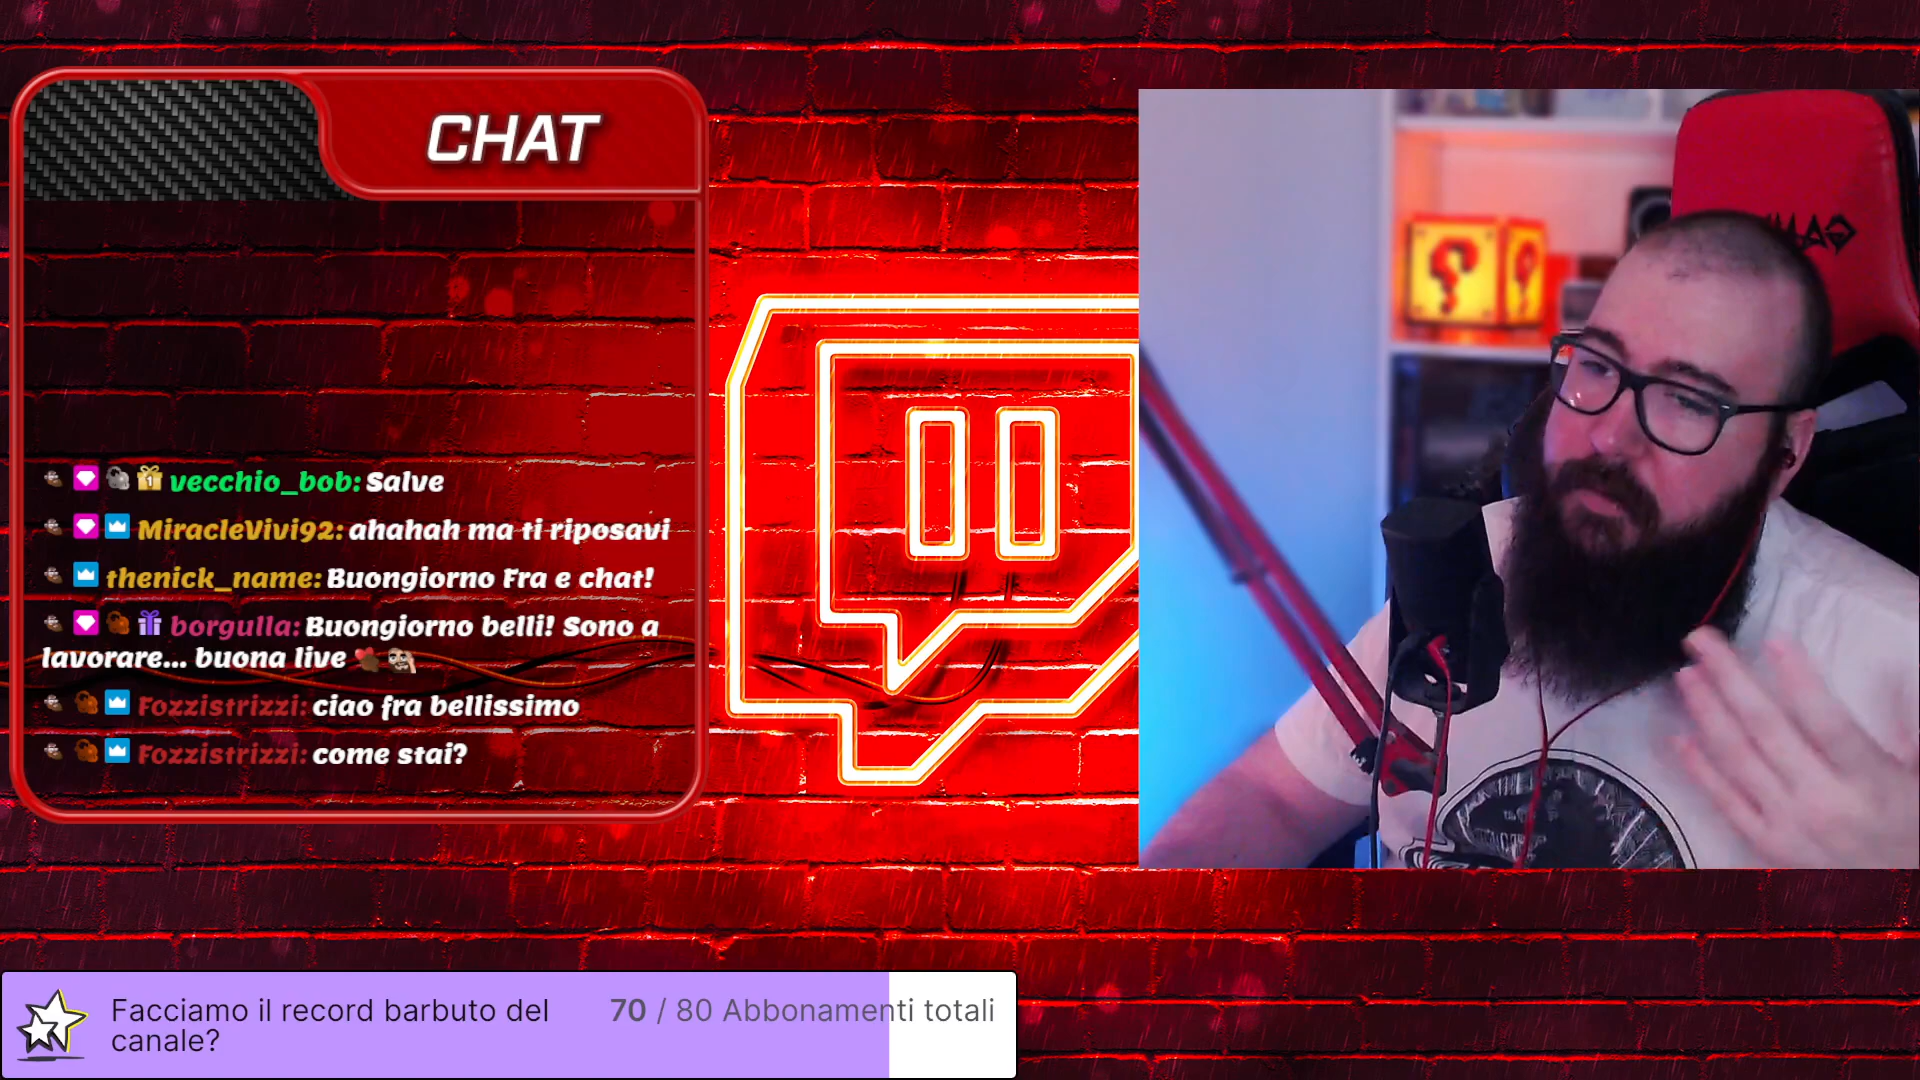 CHAT
vecchio_bob: Salve
MiracleVivi92: ahahah ma ti riposavi
thenick_name: Buongiorno Fra e chat!
borgulla: Buongiorno belli! Sono a
lavorare... buona live
Fozzistrizzi: ciao fra bellissimo
Fozzistrizzi: come stai?
Facciamo il record barbuto del
canale?
70 / 80 Abbonamenti totali